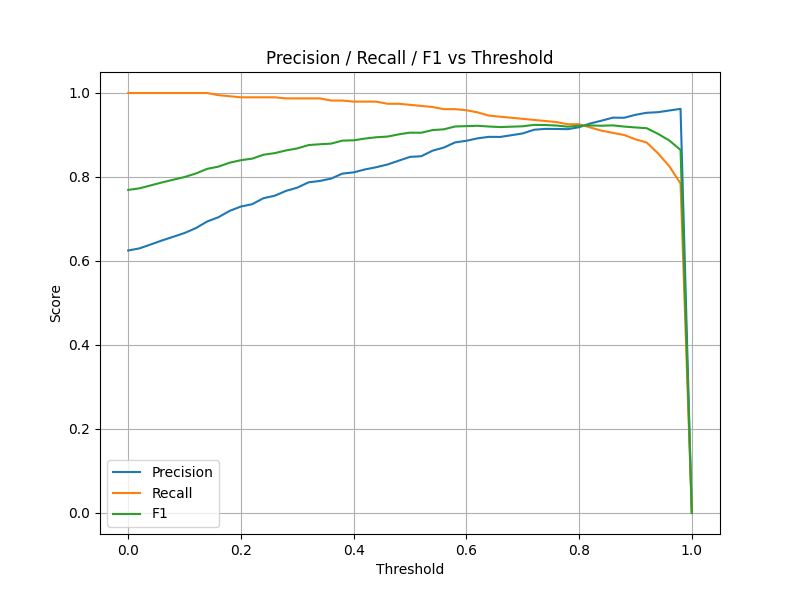 Precision / Recall / F1 vs Threshold
1.0
0.8
0.6
0.4
0.2
0.0
Score
Precision
Recall
F1
0.0 0.2 0.4 0.6 0.8 1.0
Threshold